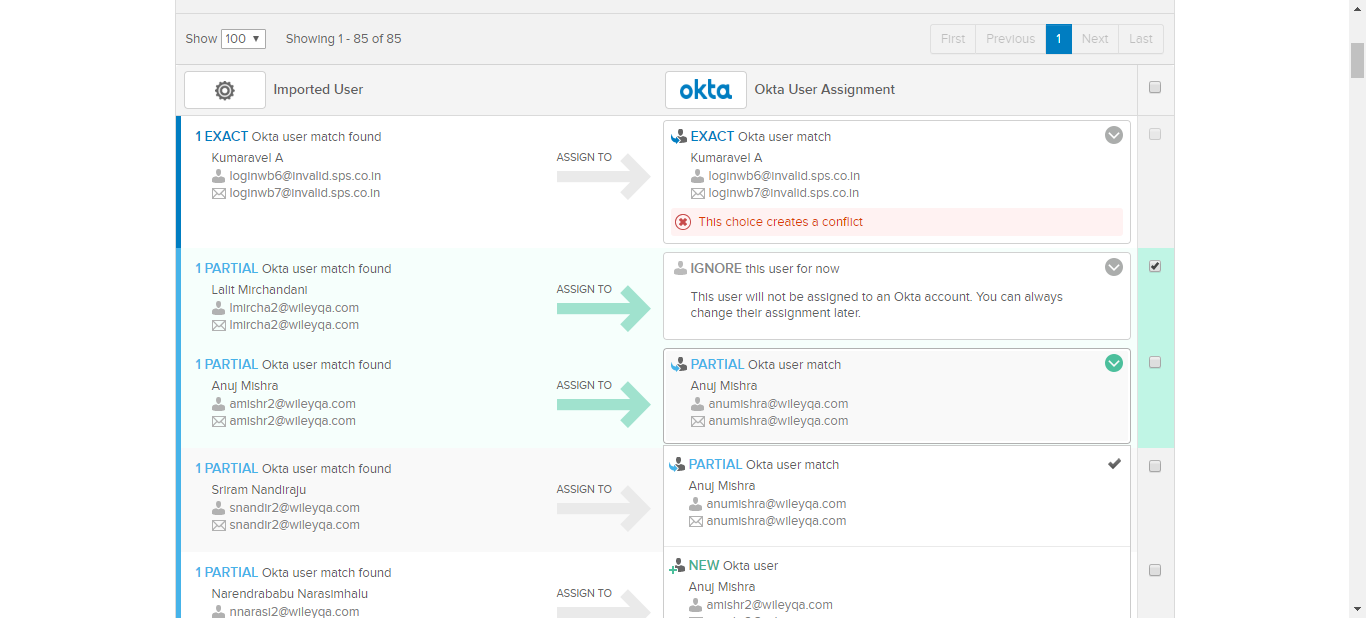 Show 100 Showing 1 - 85 of 85 First Previous 1 Next Last
Imported User okta Okta User Assignment
1 EXACT Okta user match found
Kumaravel A
loginwb6@invalid.sps.co.in
loginwb7@invalid.sps.co.in
ASSIGN TO
EXACT Okta user match
Kumaravel A
loginwb6@invalid.sps.co.in
loginwb7@invalid.sps.co.in
This choice creates a conflict
1 PARTIAL Okta user match found
Lalit Mirchandani
lmircha2@wileyqa.com
lmircha2@wileyqa.com
ASSIGN TO
IGNORE this user for now
This user will not be assigned to an Okta account. You can always
change their assignment later.
1 PARTIAL Okta user match found
Anuj Mishra
amishr2@wileyqa.com
amishr2@wileyqa.com
ASSIGN TO
PARTIAL Okta user match
Anuj Mishra
anumishra@wileyqa.com
anumishra@wileyqa.com
1 PARTIAL Okta user match found
Sriram Nandiraju
snandir2@wileyqa.com
snandir2@wileyqa.com
ASSIGN TO
PARTIAL Okta user match
Anuj Mishra
anumishra@wileyqa.com
anumishra@wileyqa.com
1 PARTIAL Okta user match found
Narendrababu Narasimhalu
nnarasi2@wileyqa.com
ASSIGN TO
NEW Okta user
Anuj Mishra
amishr2@wileyqa.com